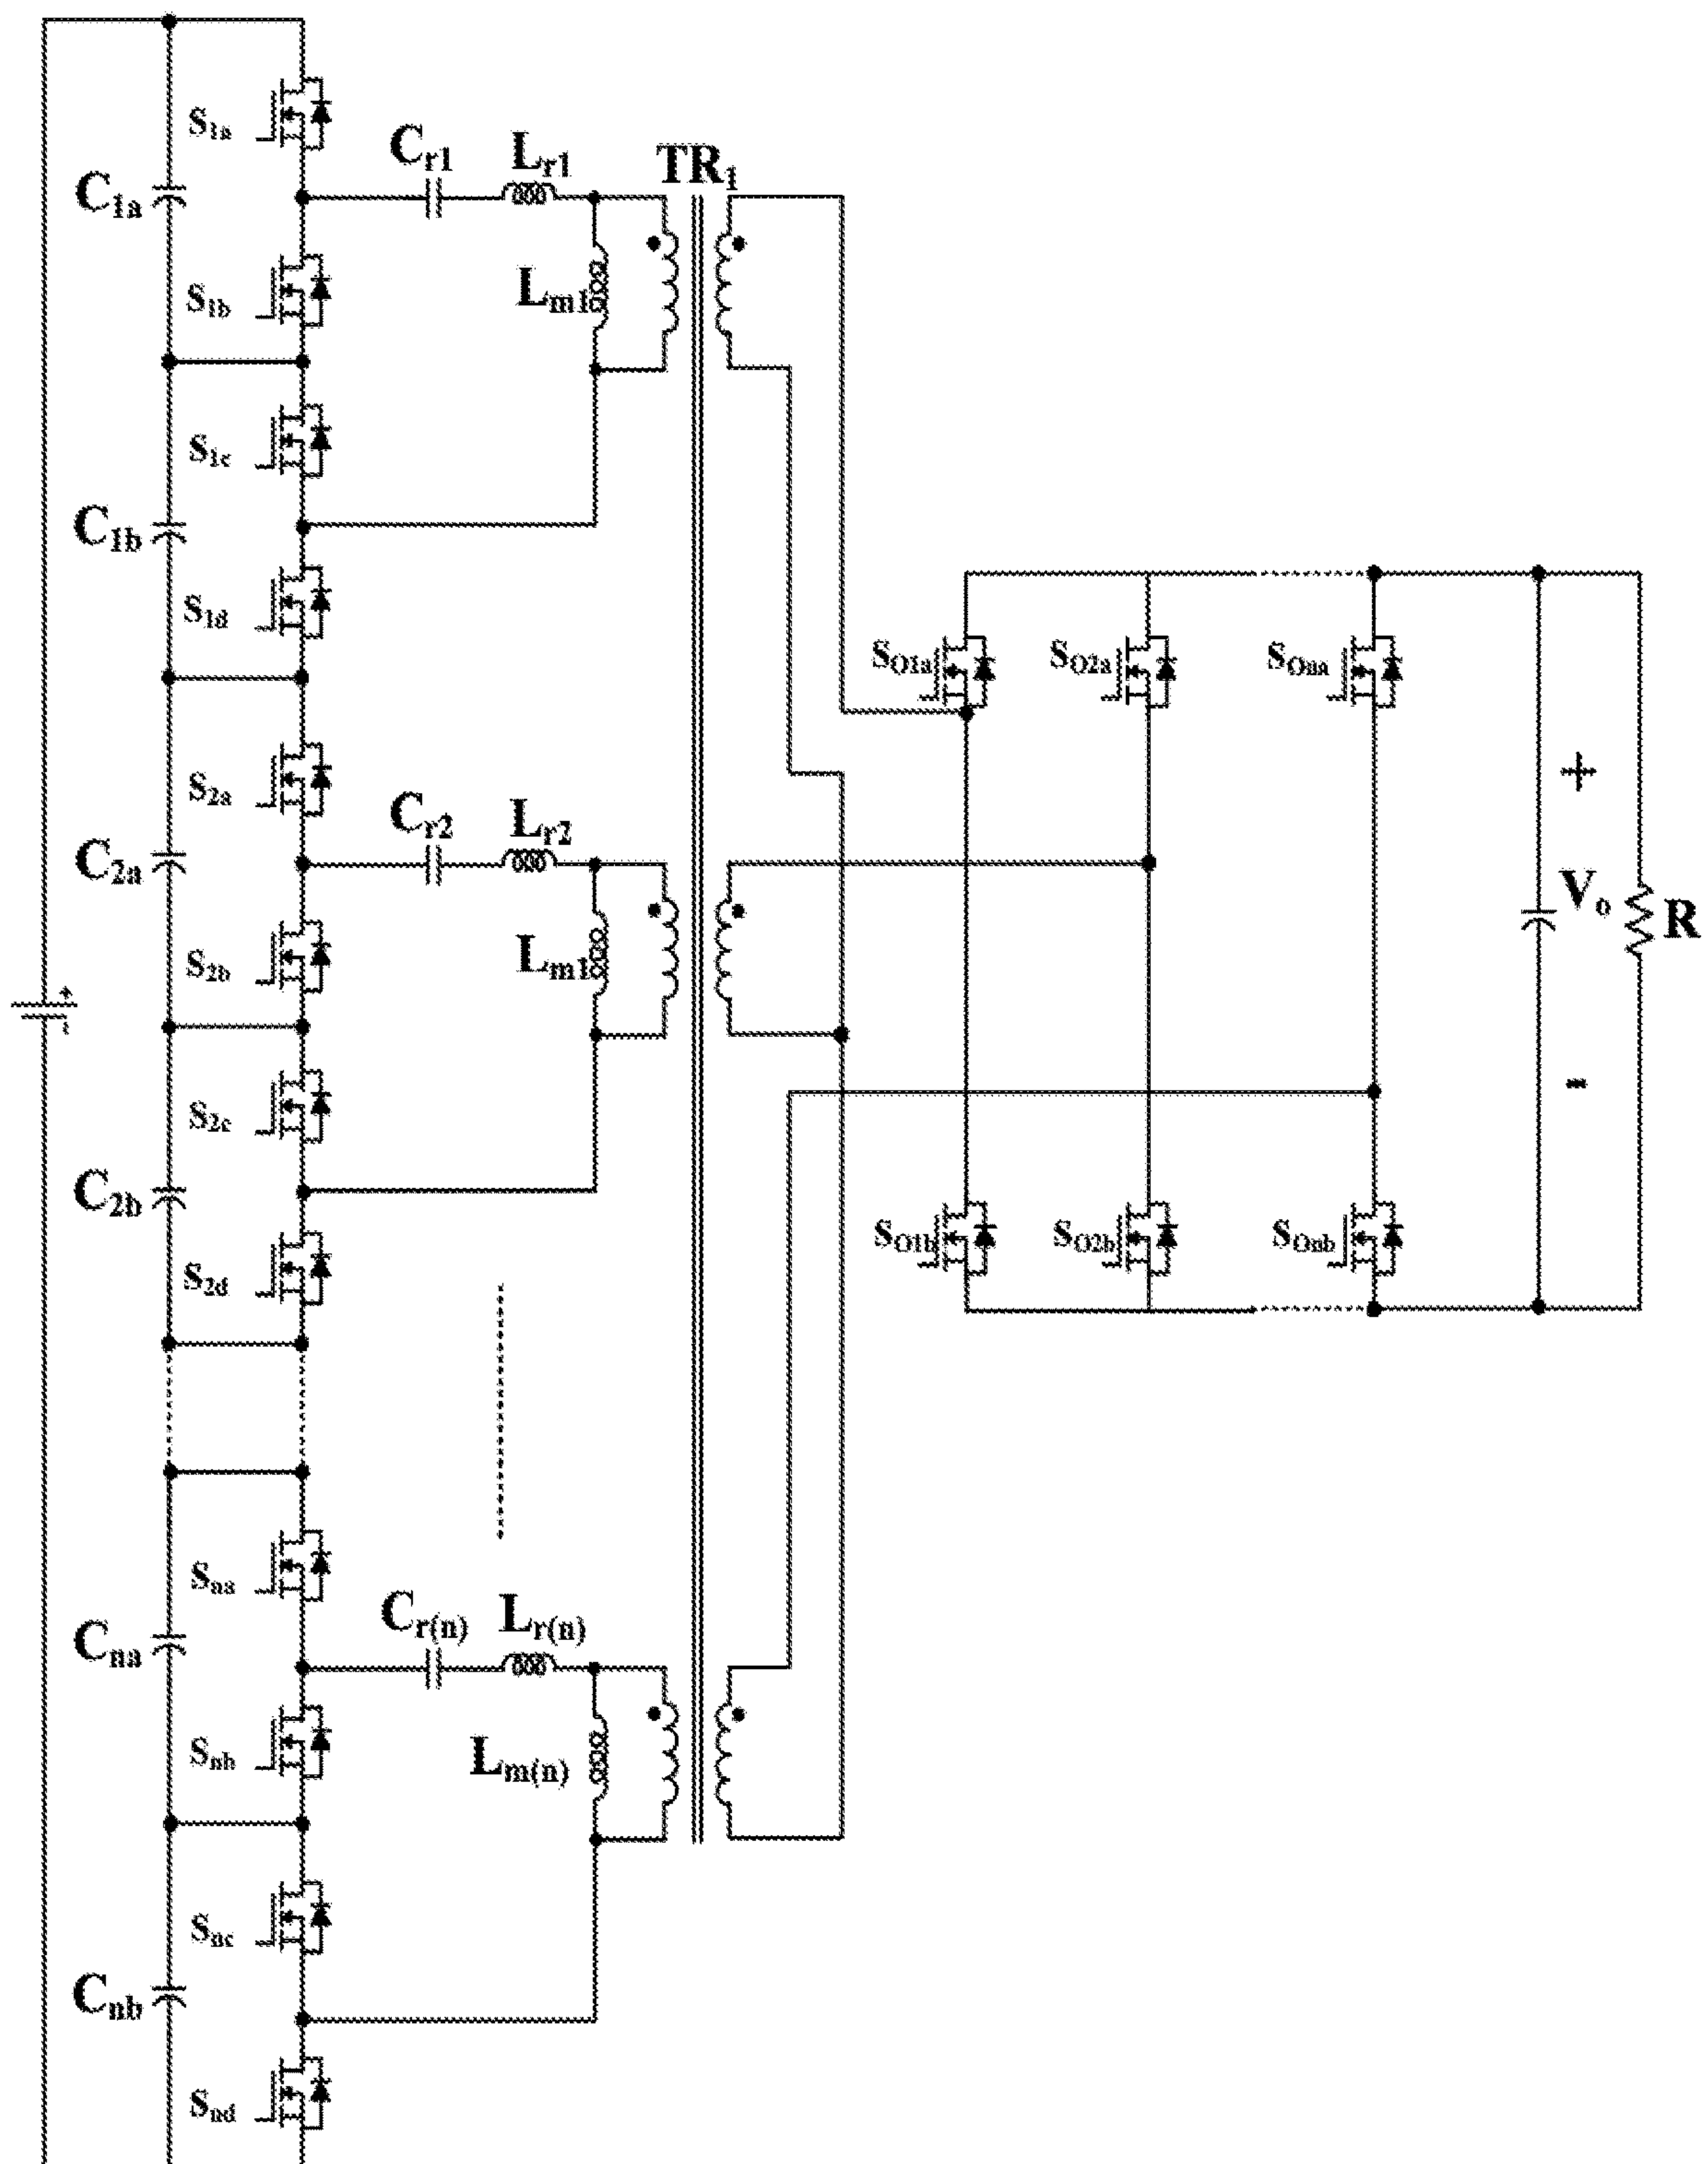 S1a
Cr1
Lr1
TR1
C1a
S1b
Lm1
S1c
C1b
S1d
SO1a
SO2a
SOna
S2a
Cr2
Lr2
C2a
+
Vo
R
S2b
Lm1
+
-
S2c
-
C2b
SO1b
SO2b
SOnb
S2d
Sna
Cr(n)
Lr(n)
Cna
Snb
Lm(n)
Snc
Cnb
Snd